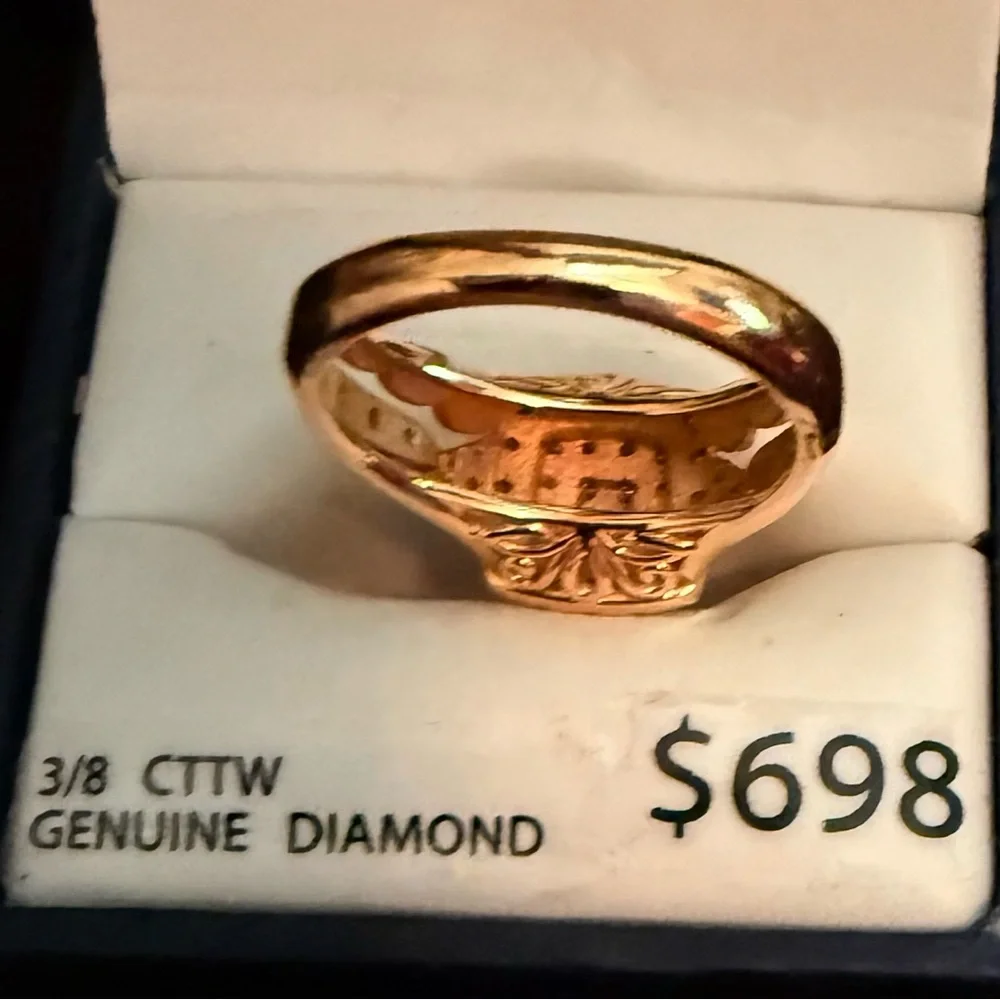 3/8 CTTW
GENUINE DIAMOND
$698